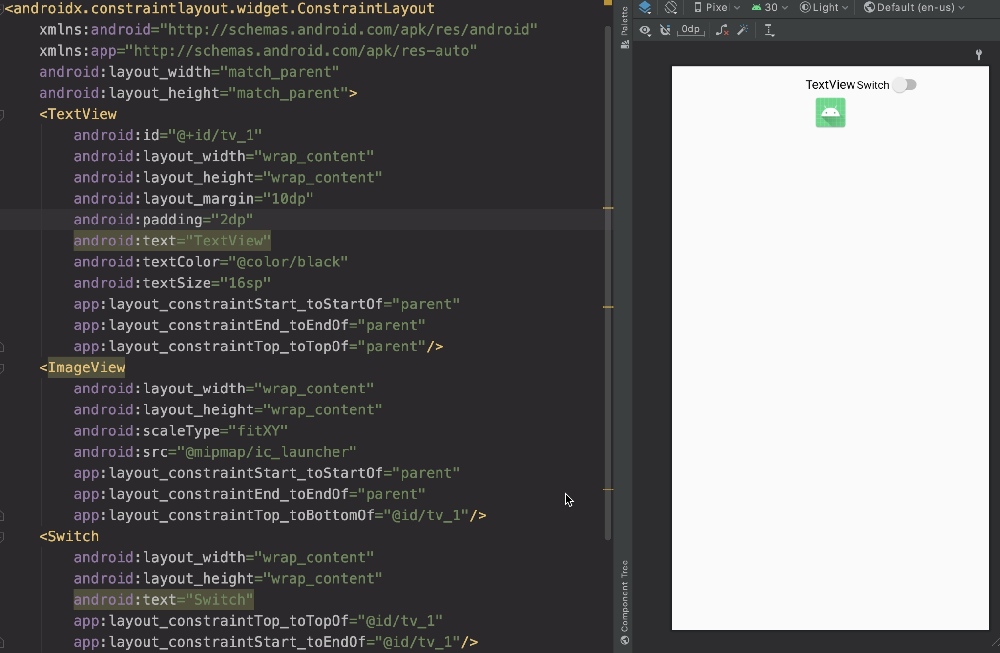 <androidx.constraintlayout.widget.ConstraintLayout
xmlns:android="http://schemas.android.com/apk/res/android"
xmlns:app="http://schemas.android.com/apk/res-auto"
android:layout_width="match_parent"
android:layout_height="match_parent">
<TextView
android:id="@+id/tv_1"
android:layout_width="wrap_content"
android:layout_height="wrap_content"
android:layout_margin="10dp"
android:padding="2dp"
android:text="TextView"
android:textColor="@color/black"
android:textSize="16sp"
app:layout_constraintStart_toStartOf="parent"
app:layout_constraintEnd_toEndOf="parent"
app:layout_constraintTop_toTopOf="parent"/>
<ImageView
android:layout_width="wrap_content"
android:layout_height="wrap_content"
android:scaleType="fitXY"
android:src="@mipmap/ic_launcher"
app:layout_constraintStart_toStartOf="parent"
app:layout_constraintEnd_toEndOf="parent"
app:layout_constraintTop_toBottomOf="@id/tv_1"/>
<Switch
android:layout_width="wrap_content"
android:layout_height="wrap_content"
android:text="Switch"
app:layout_constraintTop_toTopOf="@id/tv_1"
app:layout_constraintStart_toEndOf="@id/tv_1"/>
Palette
Component Tree
Pixel 30 Light Default (en-us)
0dp
TextView Switch